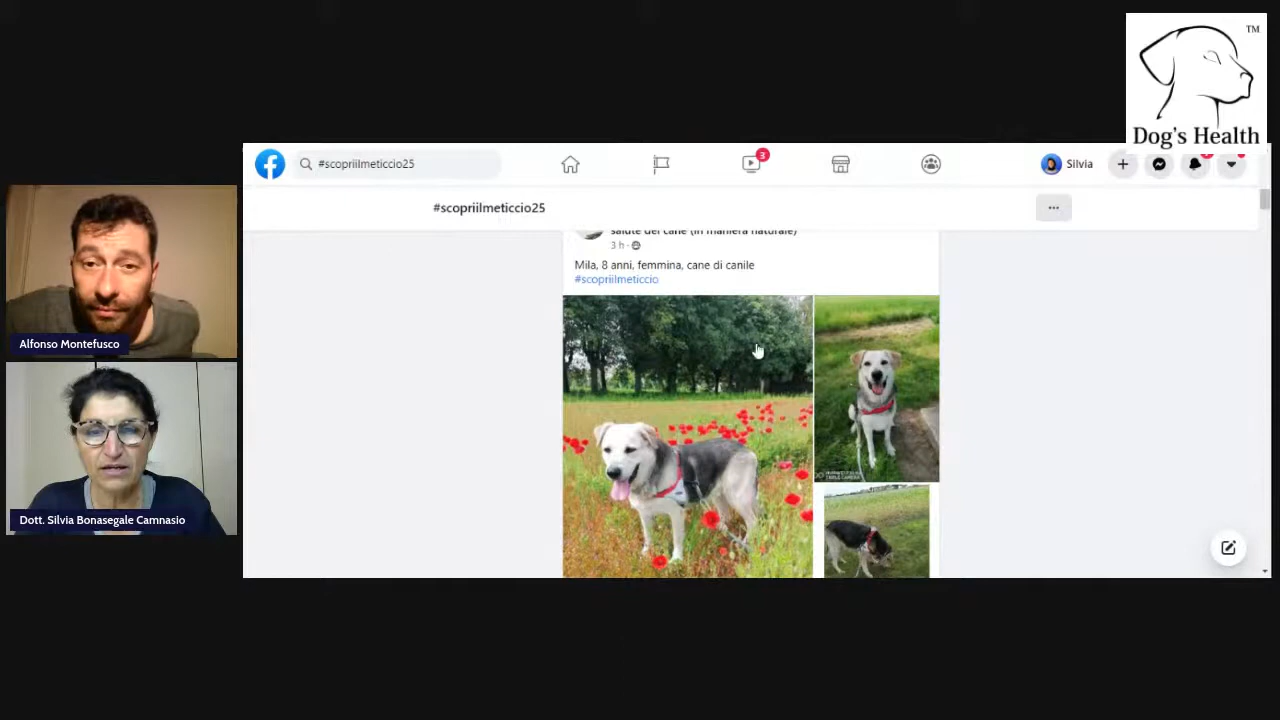 TM
Dog's Health
#scopriilmeticcio25
3
Silvia
#scopriilmeticcio25
salute del cane (in maniera naturale)
3 h
Mila, 8 anni, femmina, cane di canile
#scopriilmeticcio
Alfonso Montefusco
Dott. Silvia Bonasegale Camnasio